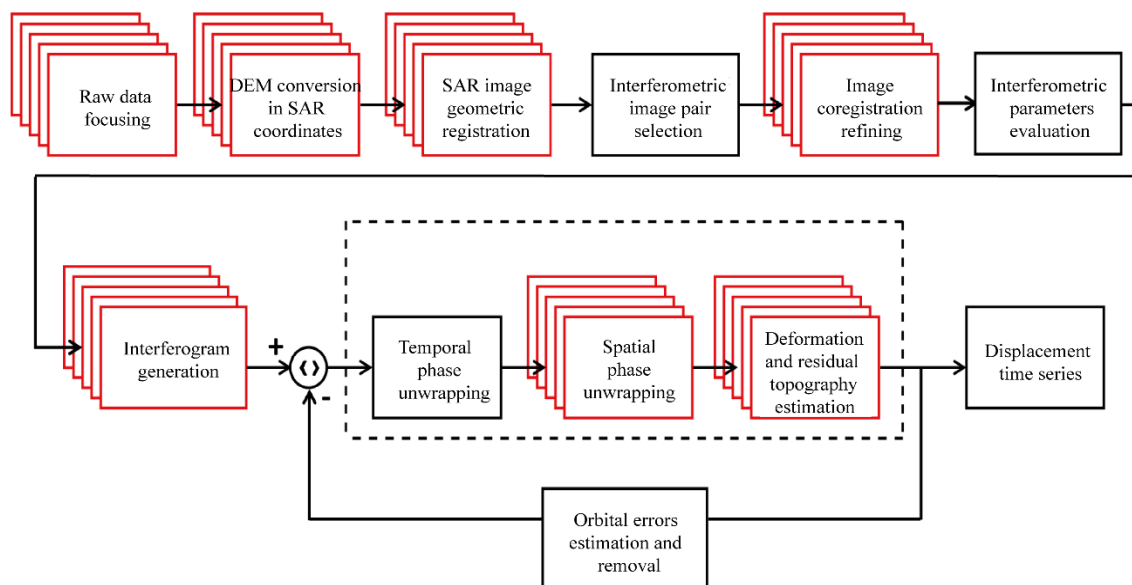 Raw data
focusing
DEM conversion
in SAR
coordinates
SAR image
geometric
registration
Interferometric
image pair
selection
Image
coregistration
refining
Interferometric
parameters
evaluation
Interferogram
generation
+
‹›
-
Temporal
phase
unwrapping
Spatial
phase
unwrapping
Deformation
and residual
topography
estimation
Displacement
time series
Orbital errors
estimation and
removal